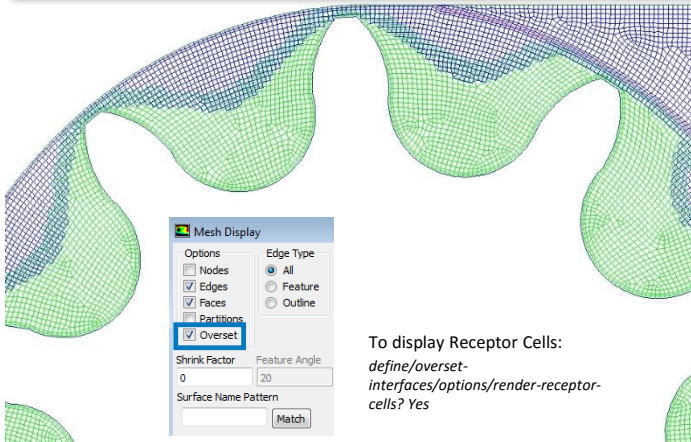 Mesh Display
Options
Edge Type
Nodes
All
Edges
Feature
Faces
Outline
Partitions
Overset
Shrink Factor
Feature Angle
0
20
Surface Name Pattern
Match
To display Receptor Cells:
define/overset-
interfaces/options/render-receptor-
cells? Yes